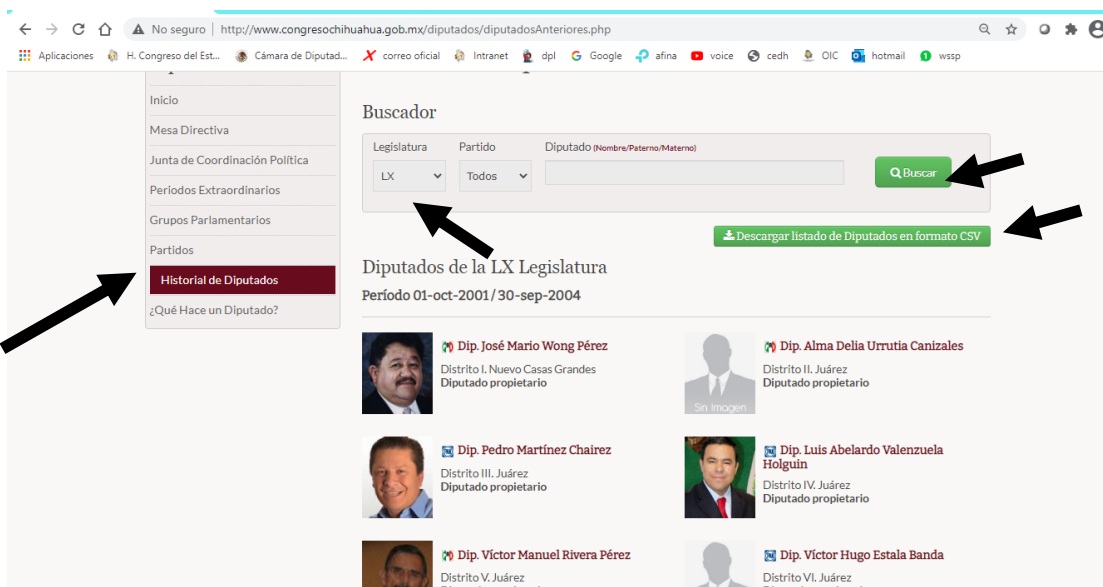 No seguro | http://www.congresochihuahua.gob.mx/diputados/diputadosAnteriores.php
Aplicaciones H. Congreso del Est... Cámara de Diputad... correo oficial Intranet dpl Google afina voice cedh OIC hotmail wssp
Inicio
Mesa Directiva
Junta de Coordinación Política
Periodos Extraordinarios
Grupos Parlamentarios
Partidos
Historial de Diputados
¿Qué Hace un Diputado?
Buscador
Legislatura Partido Diputado (Nombre/Paterno/Materno)
LX Todos Buscar
Descargar listado de Diputados en formato CSV
Diputados de la LX Legislatura
Período 01-oct-2001 / 30-sep-2004
Dip. José Mario Wong Pérez
Distrito I. Nuevo Casas Grandes
Diputado propietario
Sin Imagen
Dip. Alma Delia Urrutia Canizales
Distrito II. Juárez
Diputado propietario
Dip. Pedro Martínez Chairez
Distrito III. Juárez
Diputado propietario
Dip. Luis Abelardo Valenzuela
Holguin
Distrito IV. Juárez
Diputado propietario
Dip. Víctor Manuel Rivera Pérez
Distrito V. Juárez
Dip. Víctor Hugo Estala Banda
Distrito VI. Juárez